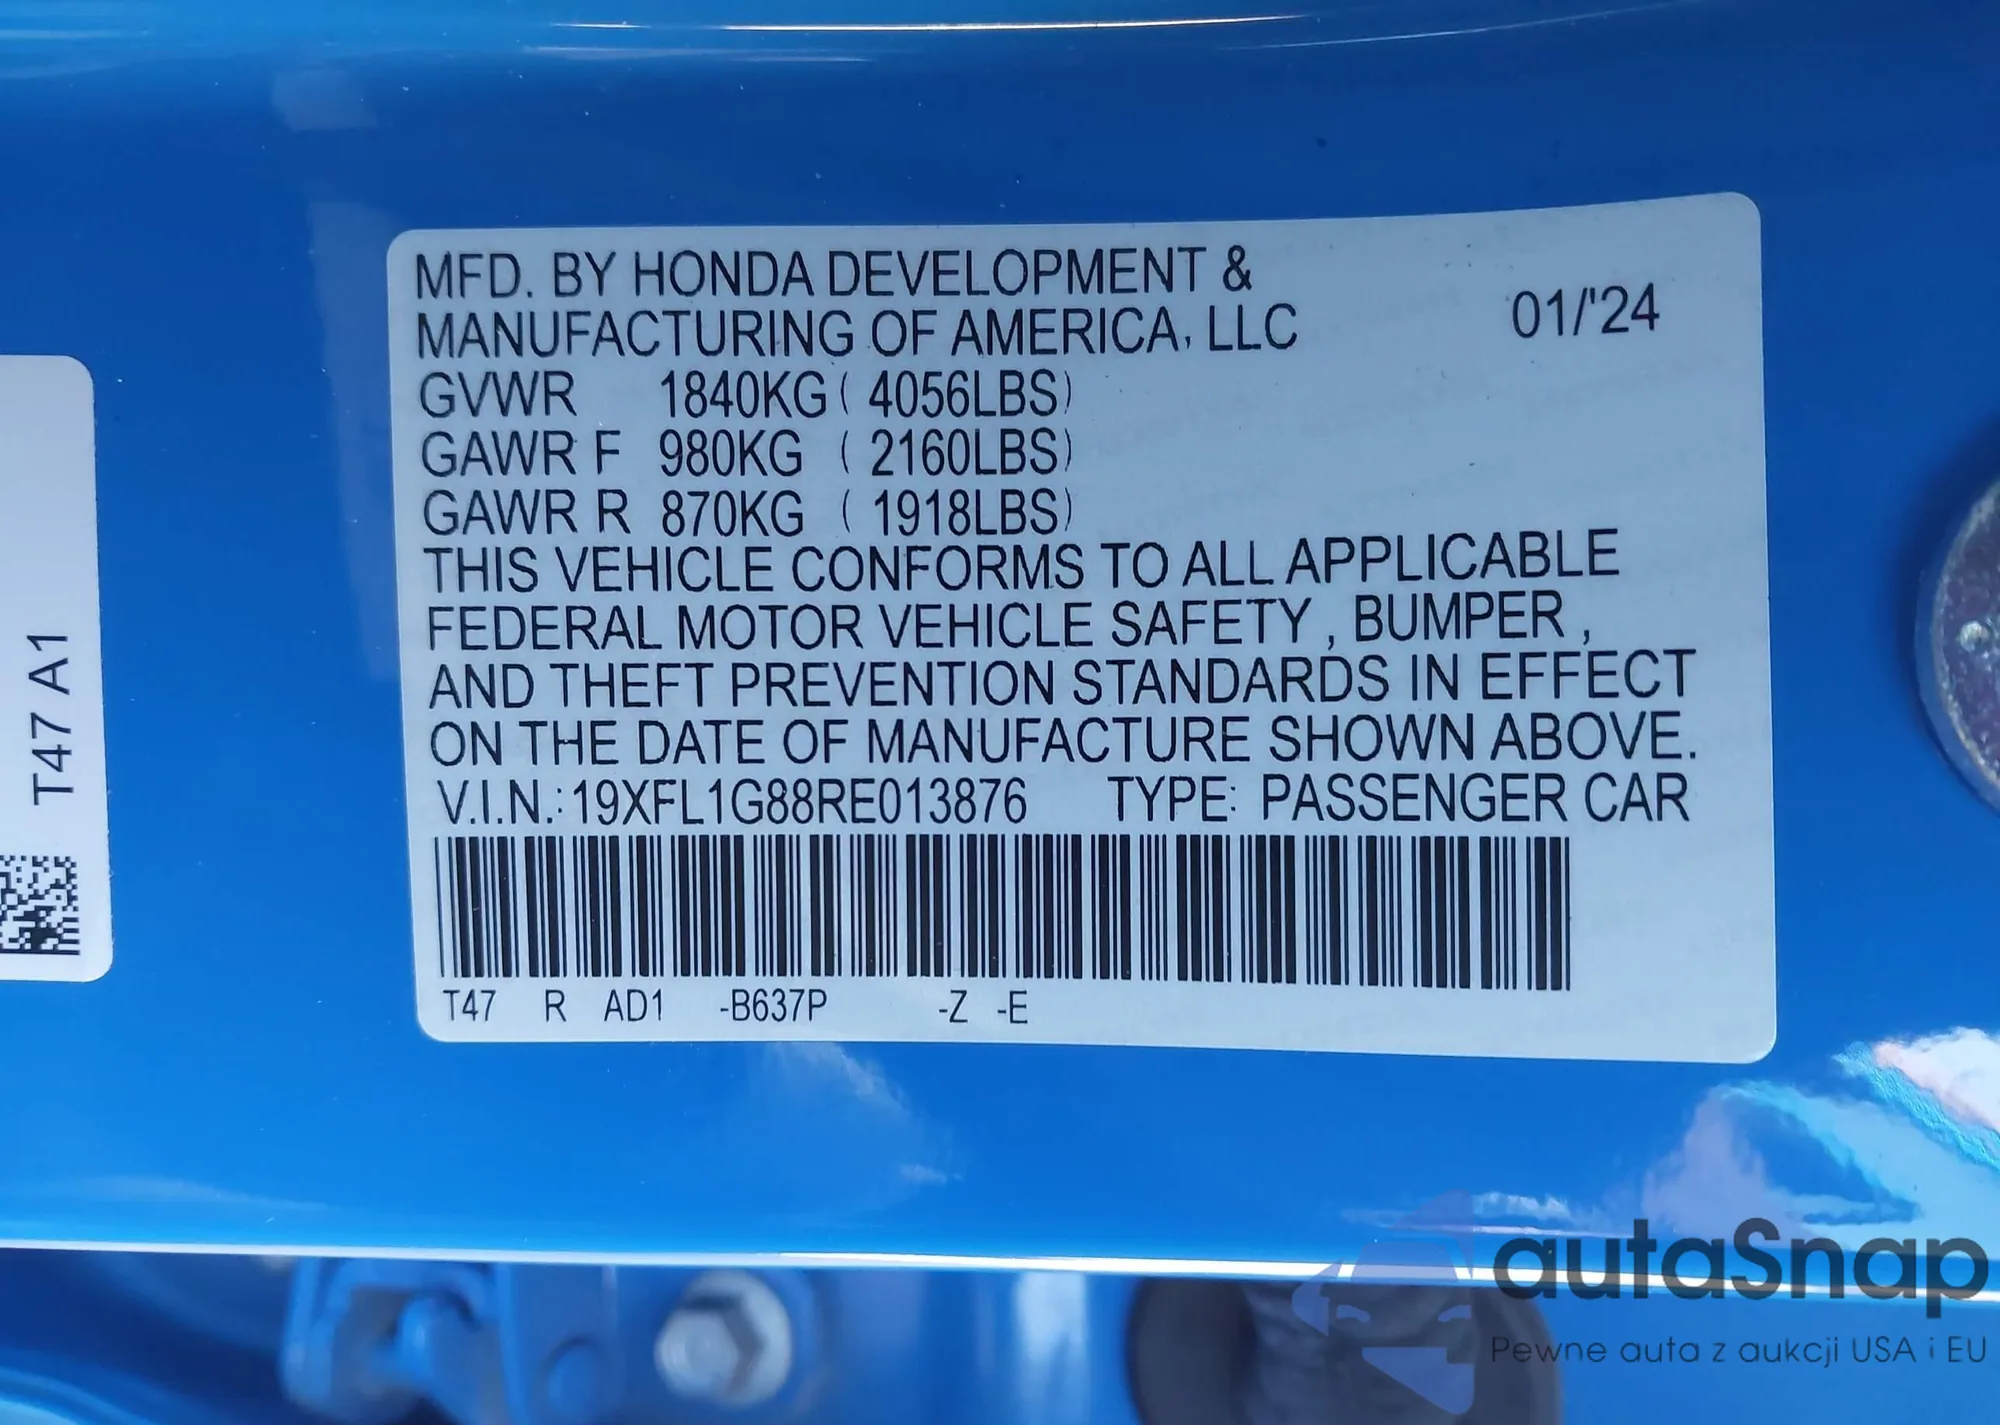 MFD. BY HONDA DEVELOPMENT &
MANUFACTURING OF AMERICA, LLC
01/'24
GVWR 1840KG ( 4056LBS)
GAWR F 980KG ( 2160LBS)
GAWR R 870KG ( 1918LBS)
THIS VEHICLE CONFORMS TO ALL APPLICABLE
FEDERAL MOTOR VEHICLE SAFETY , BUMPER ,
AND THEFT PREVENTION STANDARDS IN EFFECT
ON THE DATE OF MANUFACTURE SHOWN ABOVE.
V.I.N.: 19XFL1G88RE013876 TYPE: PASSENGER CAR
T47 R AD1 -B637P -Z -E
T47 A1
autaSnap
Pewne auta z aukcji USA i EU